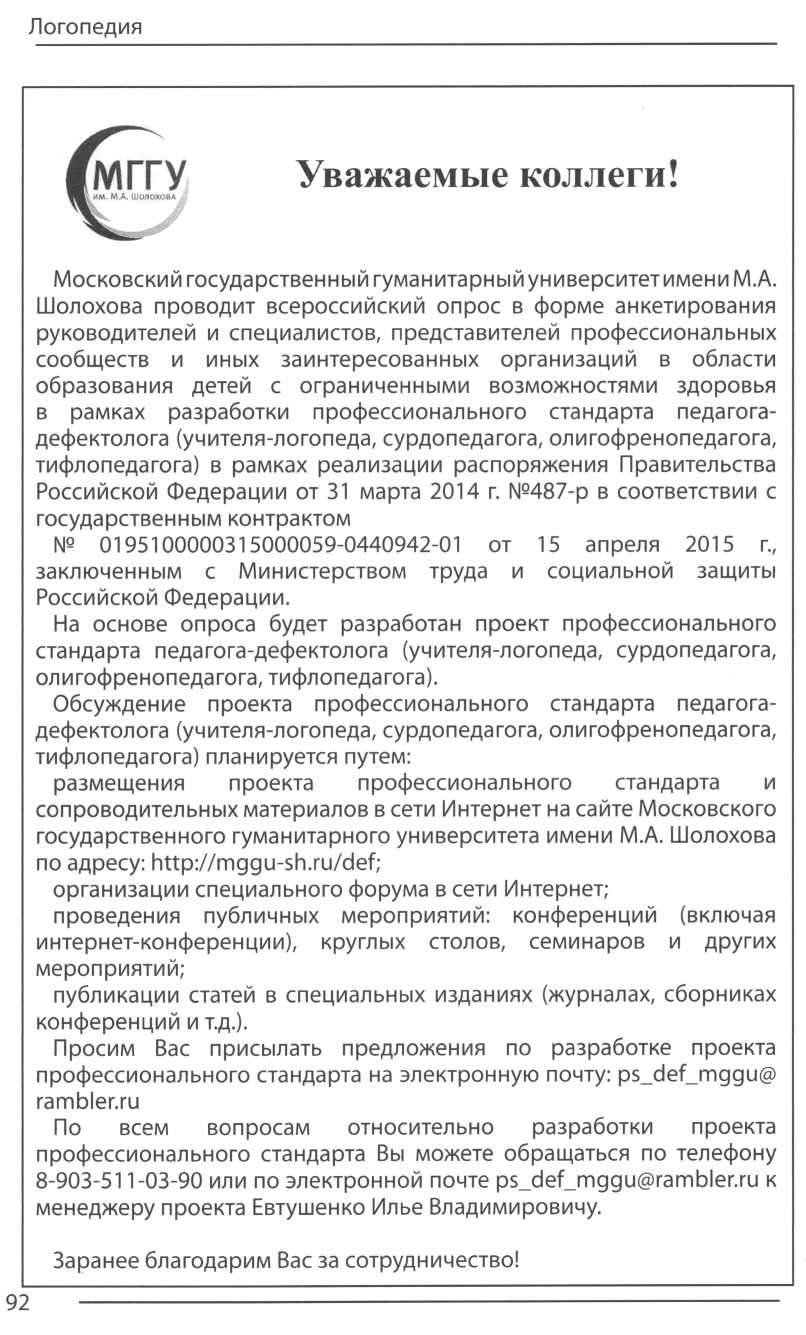 Логопедия
МГГУ
ИМ. М.А. ШОЛОХОВА
Уважаемые коллеги!
Московский государственный гуманитарный университет имени М.А.
Шолохова проводит всероссийский опрос в форме анкетирования
руководителей и специалистов, представителей профессиональных
сообществ и иных заинтересованных организаций в области
образования детей с ограниченными возможностями здоровья
в рамках разработки профессионального стандарта педагога-
дефектолога (учителя-логопеда, сурдопедагога, олигофренопедагога,
тифлопедагога) в рамках реализации распоряжения Правительства
Российской Федерации от 31 марта 2014 г. №487-р в соответствии с
государственным контрактом
№ 0195100000315000059-0440942-01 от 15 апреля 2015 г.,
заключенным с Министерством труда и социальной защиты
Российской Федерации.
На основе опроса будет разработан проект профессионального
стандарта педагога-дефектолога (учителя-логопеда, сурдопедагога,
олигофренопедагога, тифлопедагога).
Обсуждение проекта профессионального стандарта педагога-
дефектолога (учителя-логопеда, сурдопедагога, олигофренопедагога,
тифлопедагога) планируется путем:
размещения проекта профессионального стандарта и
сопроводительных материалов в сети Интернет на сайте Московского
государственного гуманитарного университета имени М.А. Шолохова
по адресу: http://mggu-sh.ru/def;
организации специального форума в сети Интернет;
проведения публичных мероприятий: конференций (включая
интернет-конференции), круглых столов, семинаров и других
мероприятий;
публикации статей в специальных изданиях (журналах, сборниках
конференций и т.д.).
Просим Вас присылать предложения по разработке проекта
профессионального стандарта на электронную почту: ps_def_mggu@
rambler.ru
По всем вопросам относительно разработки проекта
профессионального стандарта Вы можете обращаться по телефону
8-903-511-03-90 или по электронной почте ps_def_mggu@rambler.ru к
менеджеру проекта Евтушенко Илье Владимировичу.
Заранее благодарим Вас за сотрудничество!
92